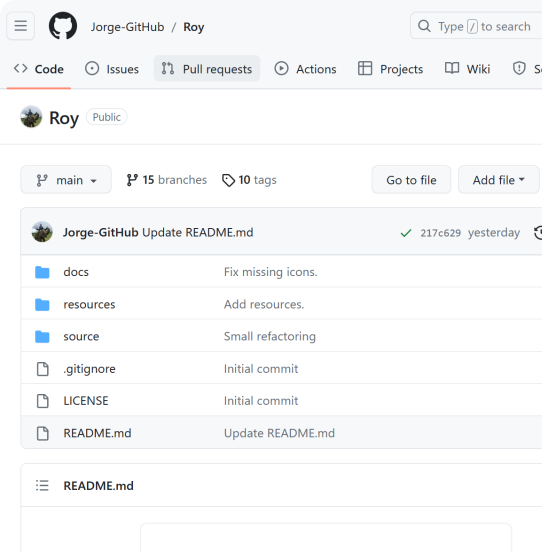 Jorge-GitHub / Roy
Type / to search
Code Issues Pull requests Actions Projects Wiki
Roy Public
main 15 branches 10 tags Go to file Add file
Jorge-GitHub Update README.md 217c629 yesterday
docs Fix missing icons.
resources Add resources.
source Small refactoring
.gitignore Initial commit
LICENSE Initial commit
README.md Update README.md
README.md